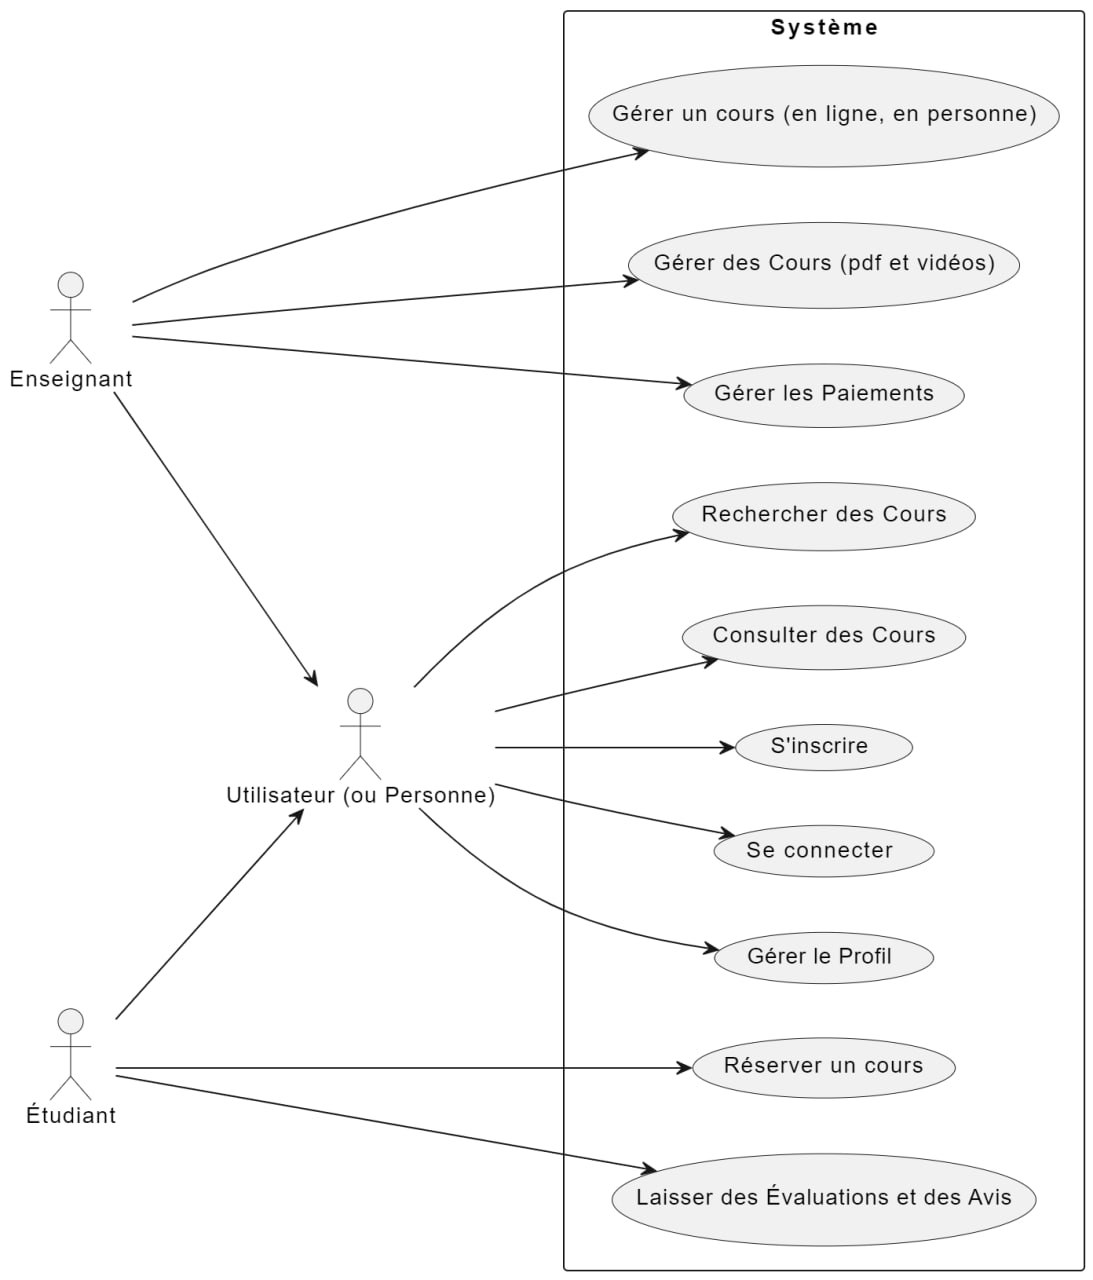 Système
Gérer un cours (en ligne, en personne)
Gérer des Cours (pdf et vidéos)
Enseignant
Gérer les Paiements
Rechercher des Cours
Consulter des Cours
S'inscrire
Utilisateur (ou Personne)
Se connecter
Gérer le Profil
Réserver un cours
Étudiant
Laisser des Évaluations et des Avis